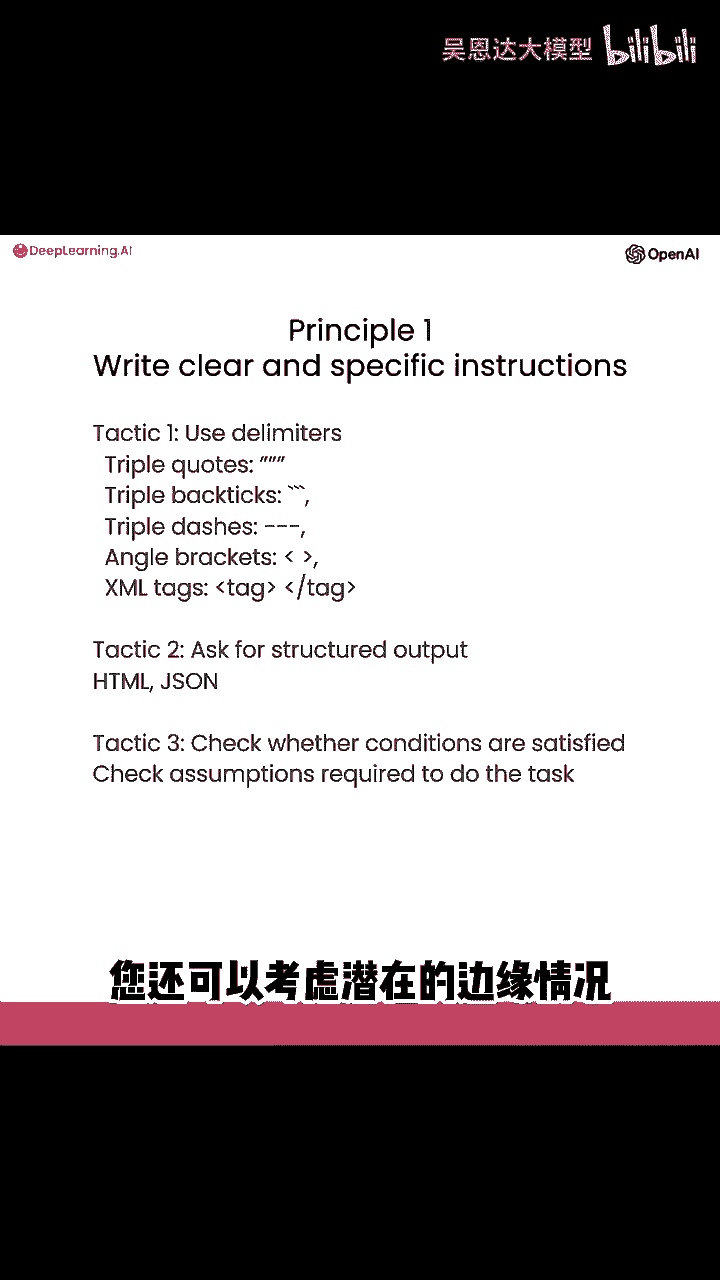 吴恩达大模型 bilibili
DeepLearning.AI
OpenAI
Principle 1
Write clear and specific instructions
Tactic 1: Use delimiters
Triple quotes: """
Triple backticks: ```,
Triple dashes: ---,
Angle brackets: < >,
XML tags: <tag> </tag>
Tactic 2: Ask for structured output
HTML, JSON
Tactic 3: Check whether conditions are satisfied
Check assumptions required to do the task
您还可以考虑潜在的边缘情况